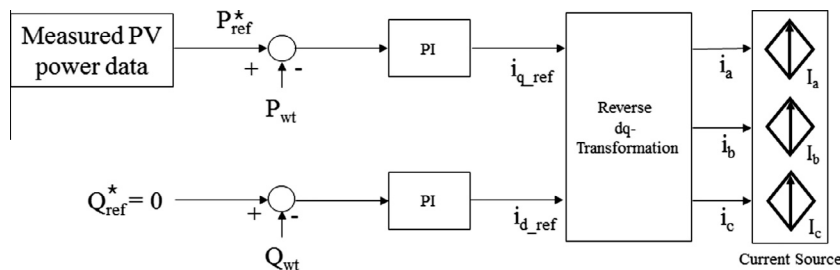 Measured PV
power data
P*ref
+
-
Pwt
PI
iq_ref
Reverse
dq-
Transformation
ia
Ia
ib
Ib
Q*ref = 0
+
-
Qwt
PI
id_ref
ic
Ic
Current Source